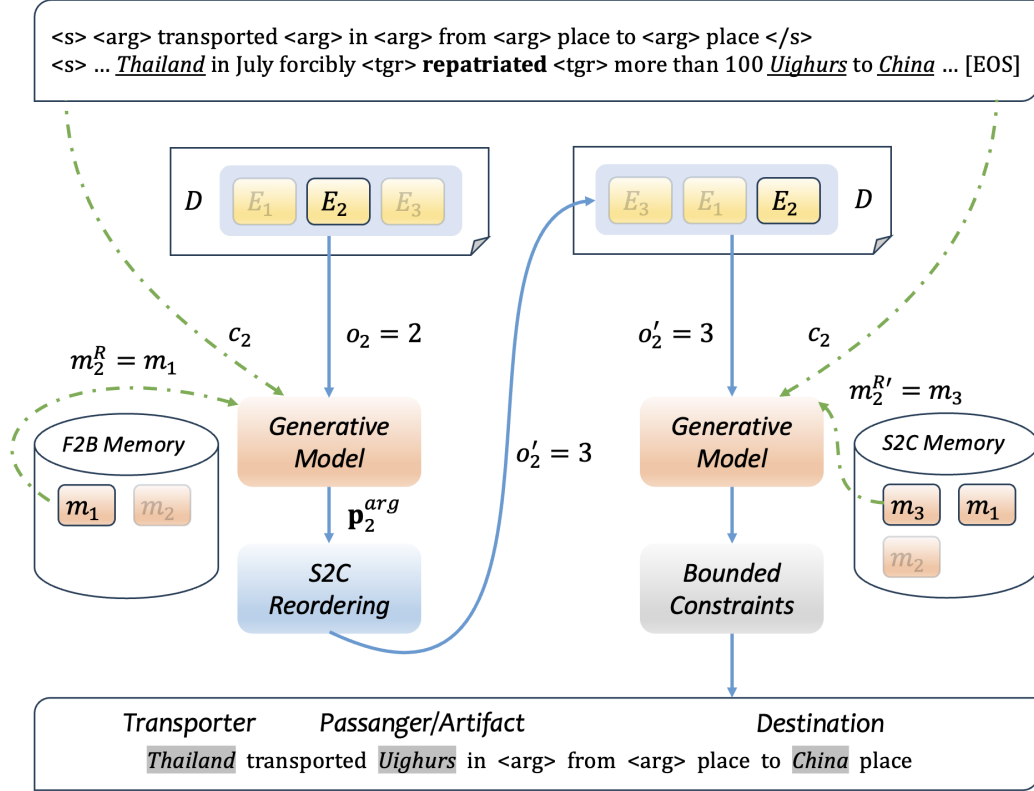 <s> <arg> transported <arg> in <arg> from <arg> place to <arg> place </s>
<s> ... Thailand in July forcibly <tgr> repatriated <tgr> more than 100 Uighurs to China ... [EOS]
D E₁ E₂ E₃
E₃ E₁ E₂ D
c₂ o₂ = 2
o′₂ = 3 c₂
m₂ᴿ = m₁
m₂ᴿ′ = m₃
F2B Memory
m₁ m₂
Generative Model
o′₂ = 3
Generative Model
S2C Memory
m₃ m₁
m₂
p₂ᵃʳᵍ
S2C Reordering
Bounded Constraints
Transporter Passanger/Artifact Destination
Thailand transported Uighurs in <arg> from <arg> place to China place